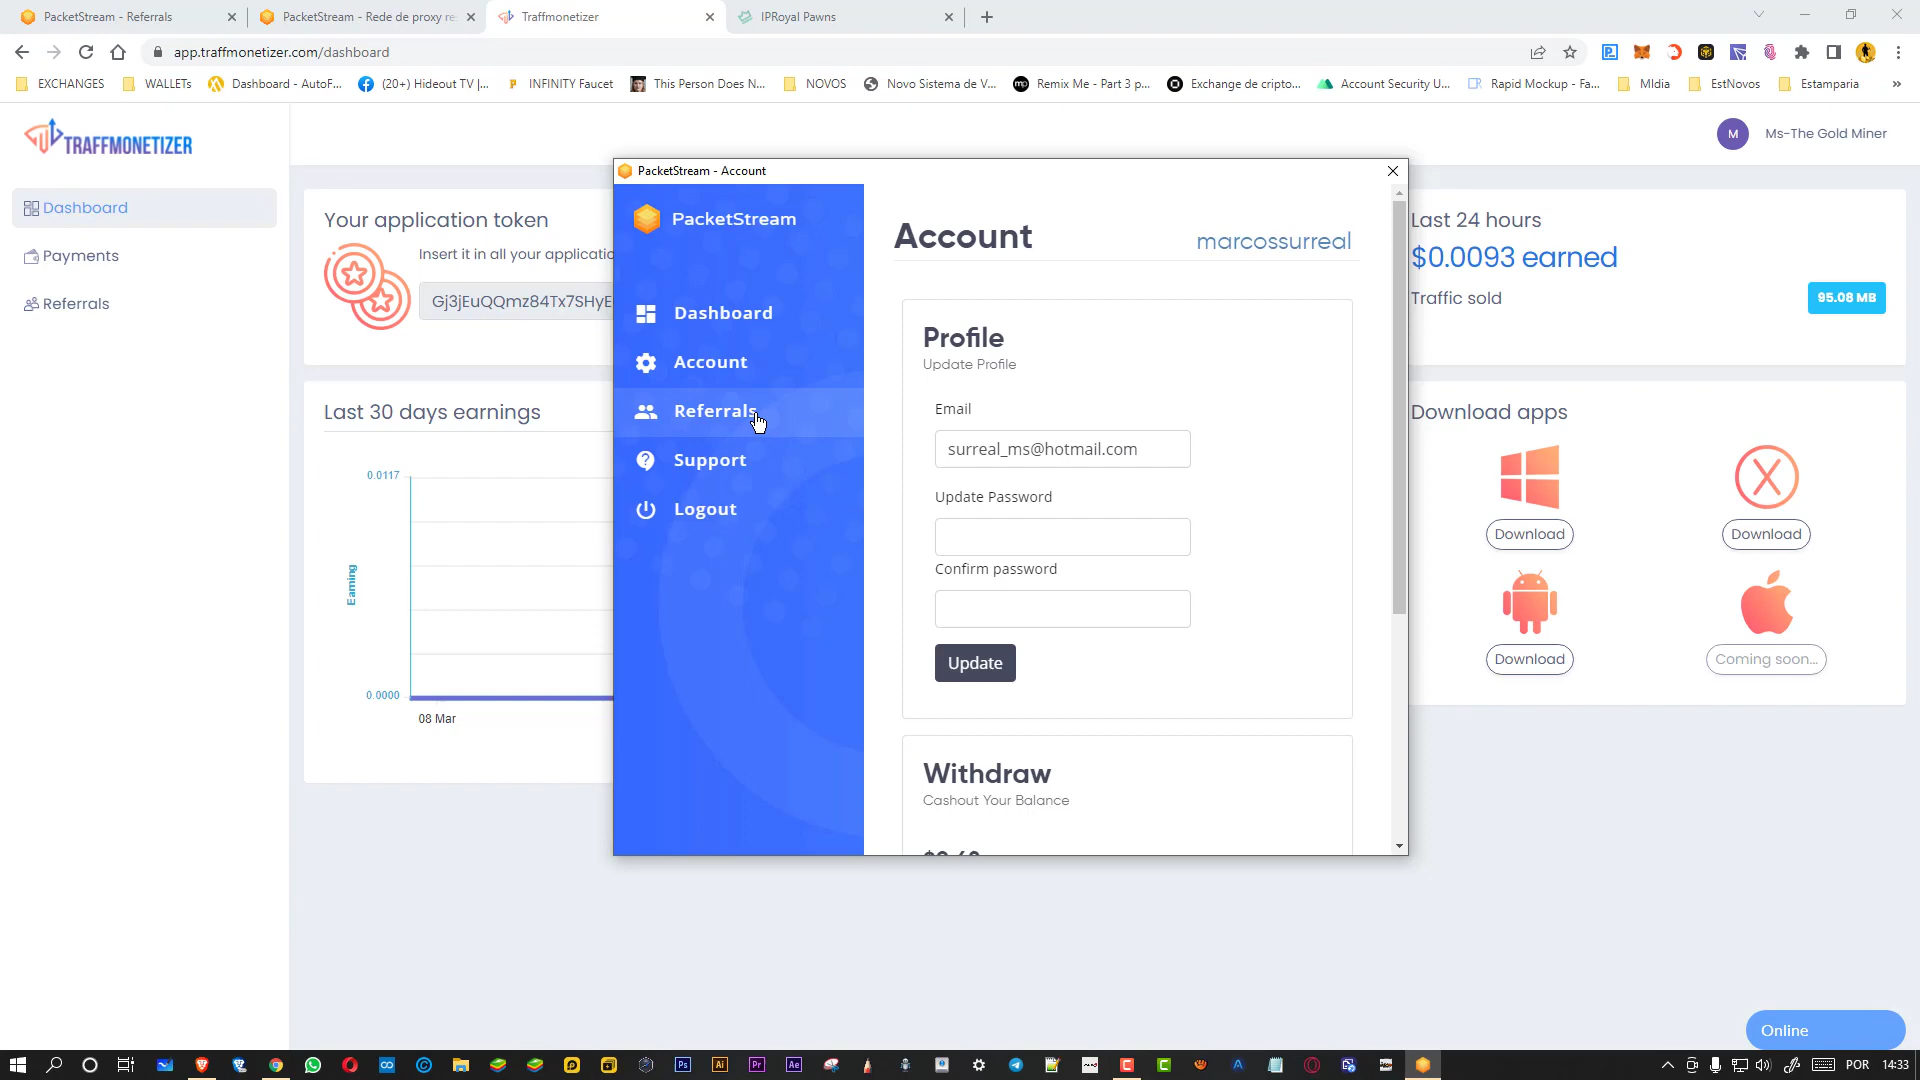 PacketStream - Referrals
PacketStream - Rede de proxy re
Traffmonetizer
IPRoyal Pawns
app.traffmonetizer.com/dashboard
EXCHANGES
WALLETs
Dashboard - AutoF...
(20+) Hideout TV |...
INFINITY Faucet
This Person Does N...
NOVOS
Novo Sistema de V...
Remix Me - Part 3 p...
Exchange de cripto...
Account Security U...
Rapid Mockup - Fa...
MIdia
EstNovos
Estamparia
»
TRAFFMONETIZER
M
Ms-The Gold Miner
Dashboard
Payments
Referrals
Your application token
Insert it in all your applicatio
Gj3jEuQQmz84Tx7SHyE
Last 30 days earnings
0.0117
Earning
0.0000
08 Mar
PacketStream - Account
PacketStream
Dashboard
Account
Referrals
Support
Logout
Account
marcossurreal
Profile
Update Profile
Email
surreal_ms@hotmail.com
Update Password
Confirm password
Update
Withdraw
Cashout Your Balance
Last 24 hours
$0.0093 earned
Traffic sold
95.08 MB
Download apps
Download
Download
Download
Coming soon...
Online
POR
14:33